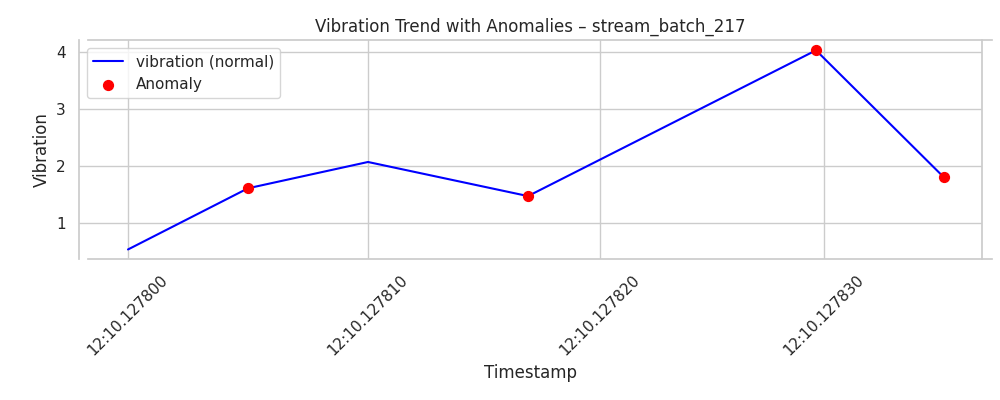 Vibration Trend with Anomalies – stream_batch_217
vibration (normal)
Anomaly
Vibration
4
3
2
1
12:10.127800
12:10.127810
12:10.127820
12:10.127830
Timestamp